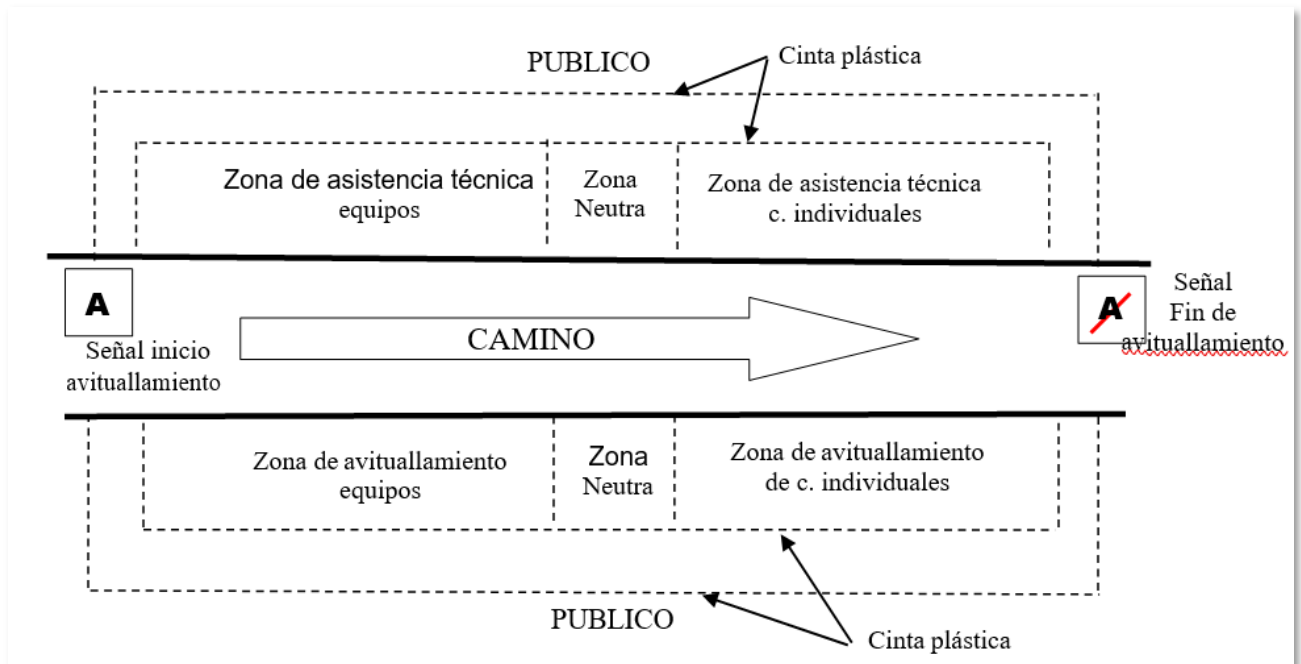 PUBLICO
Cinta plástica
Zona de asistencia técnica
equipos
Zona
Neutra
Zona de asistencia técnica
c. individuales
A
Señal inicio
avituallamiento
CAMINO
A
Señal
Fin de
avituallamiento
Zona de avituallamiento
equipos
Zona
Neutra
Zona de avituallamiento
de c. individuales
PUBLICO
Cinta plástica